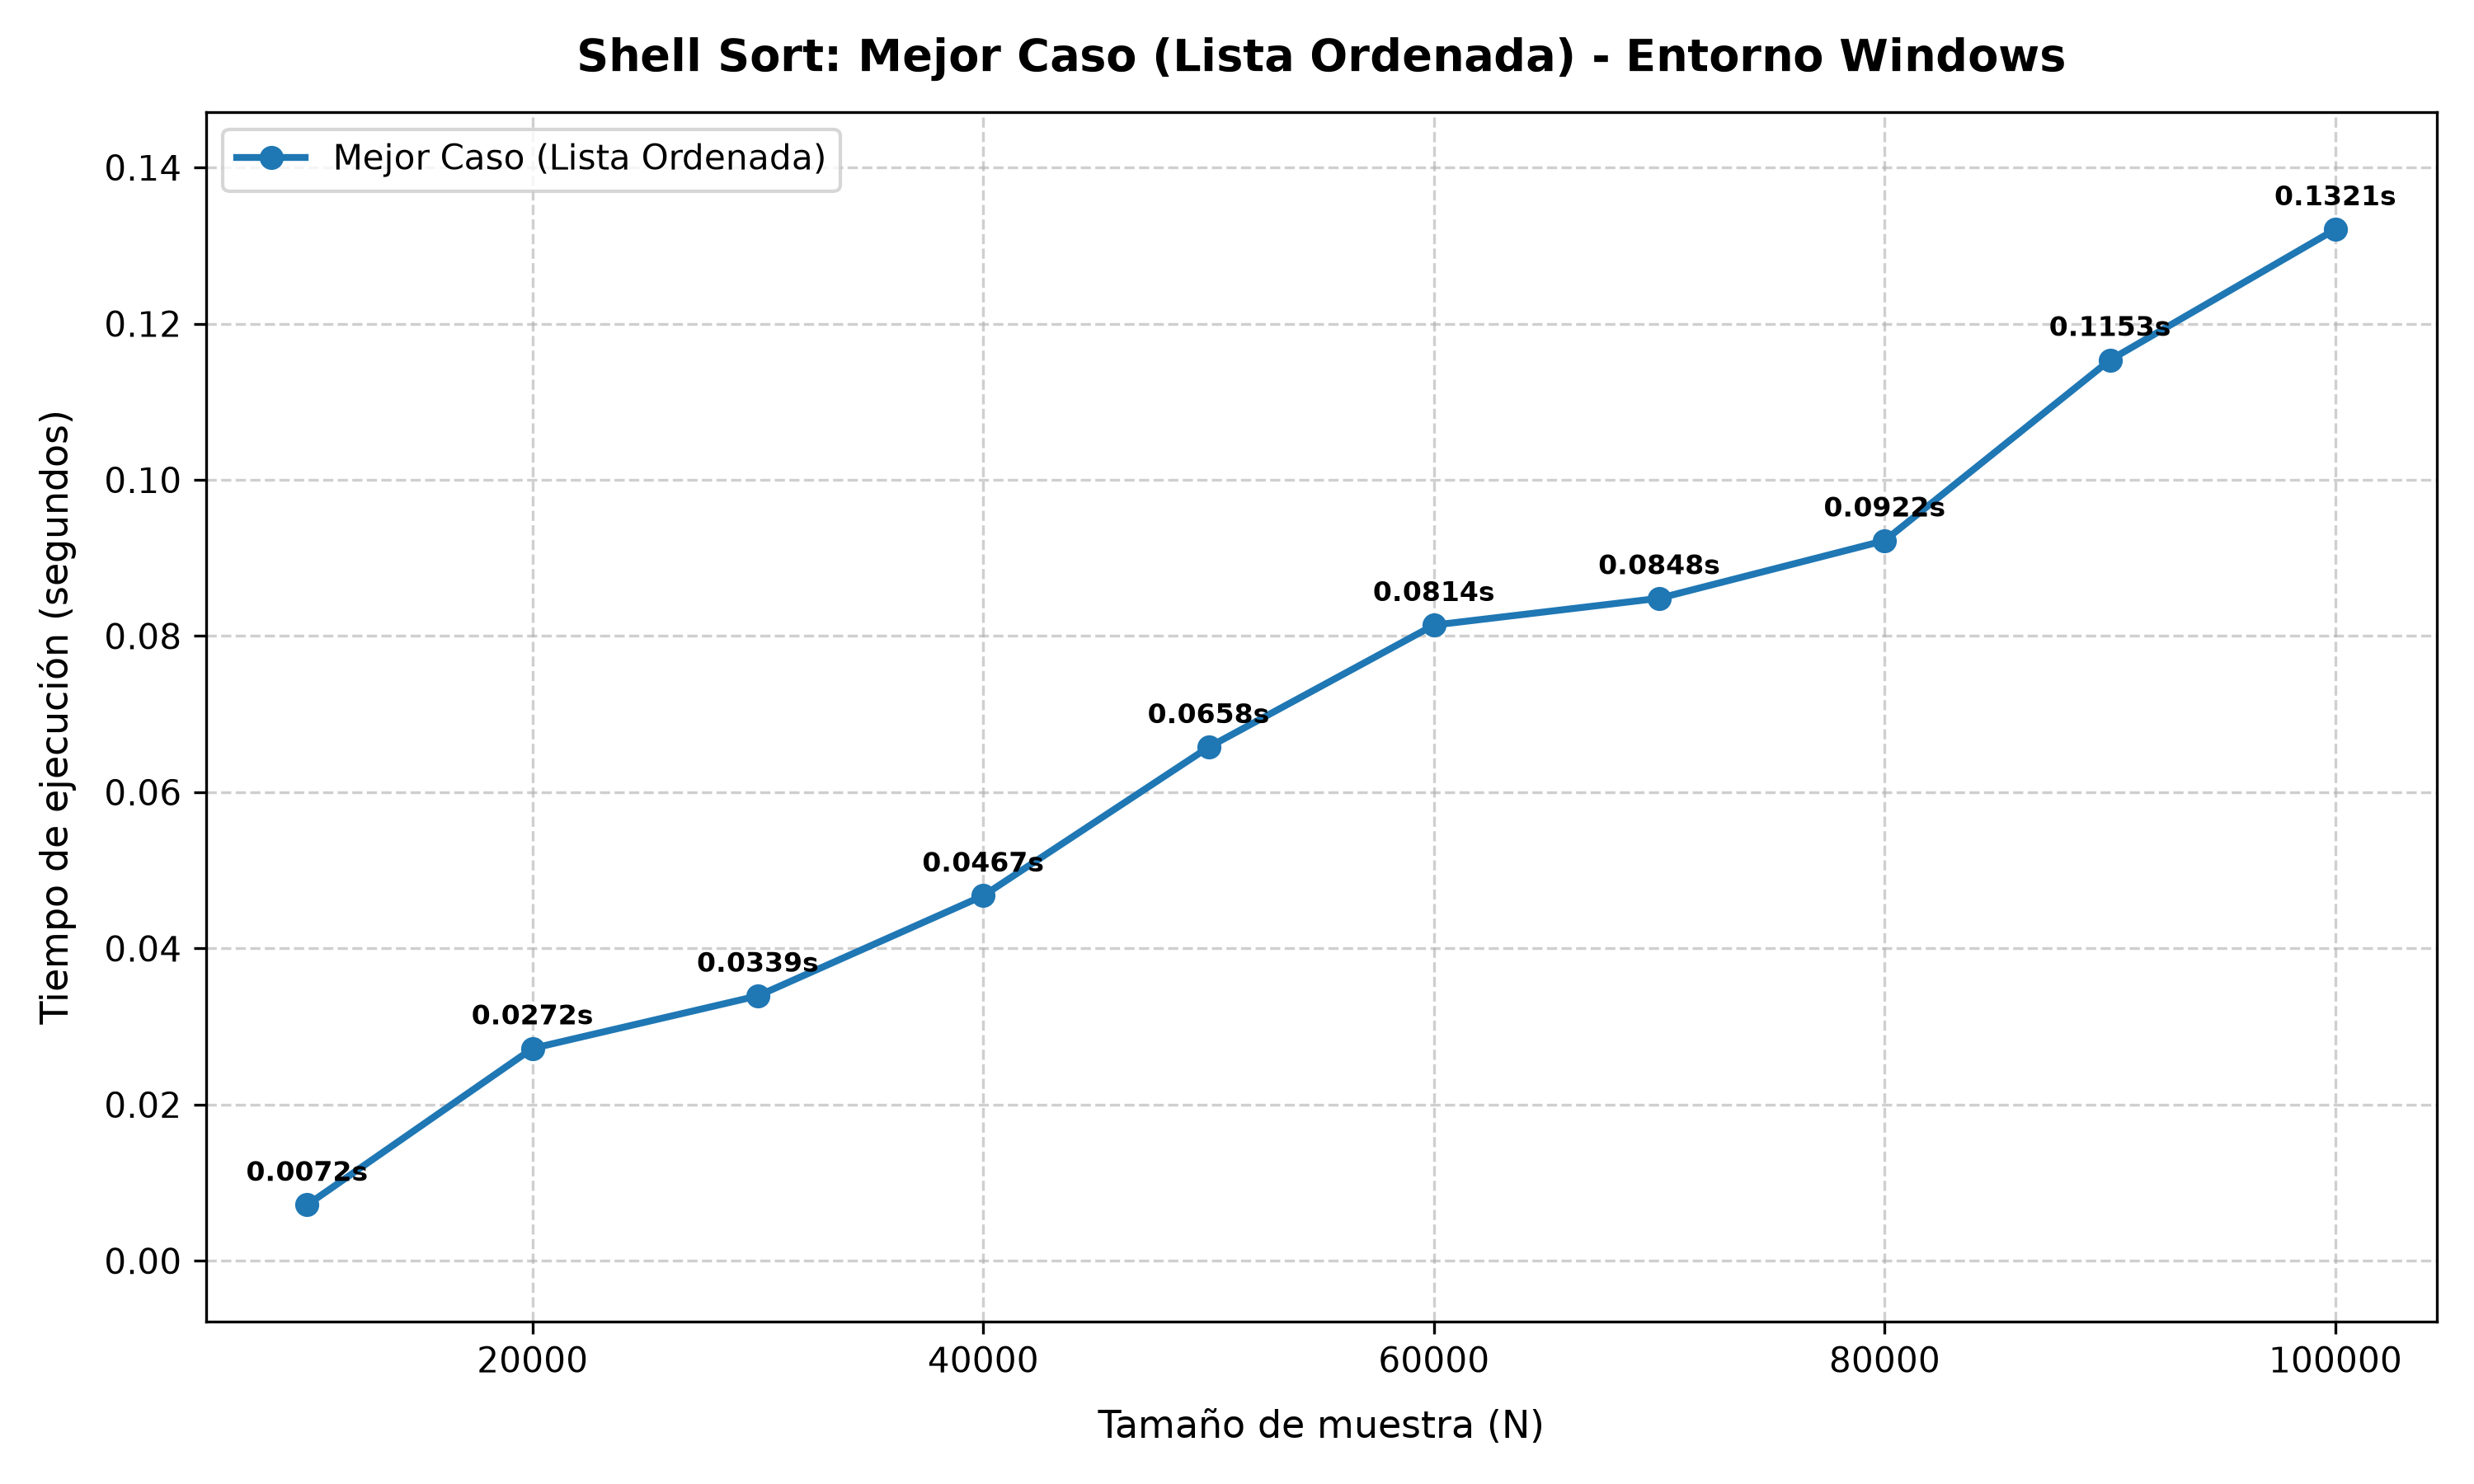 Shell Sort: Mejor Caso (Lista Ordenada) - Entorno Windows
Mejor Caso (Lista Ordenada)
Tiempo de ejecución (segundos)
0.14
0.12
0.10
0.08
0.06
0.04
0.02
0.00
0.0072s
0.0272s
0.0339s
0.0467s
0.0658s
0.0814s
0.0848s
0.0922s
0.1153s
0.1321s
20000
40000
60000
80000
100000
Tamaño de muestra (N)